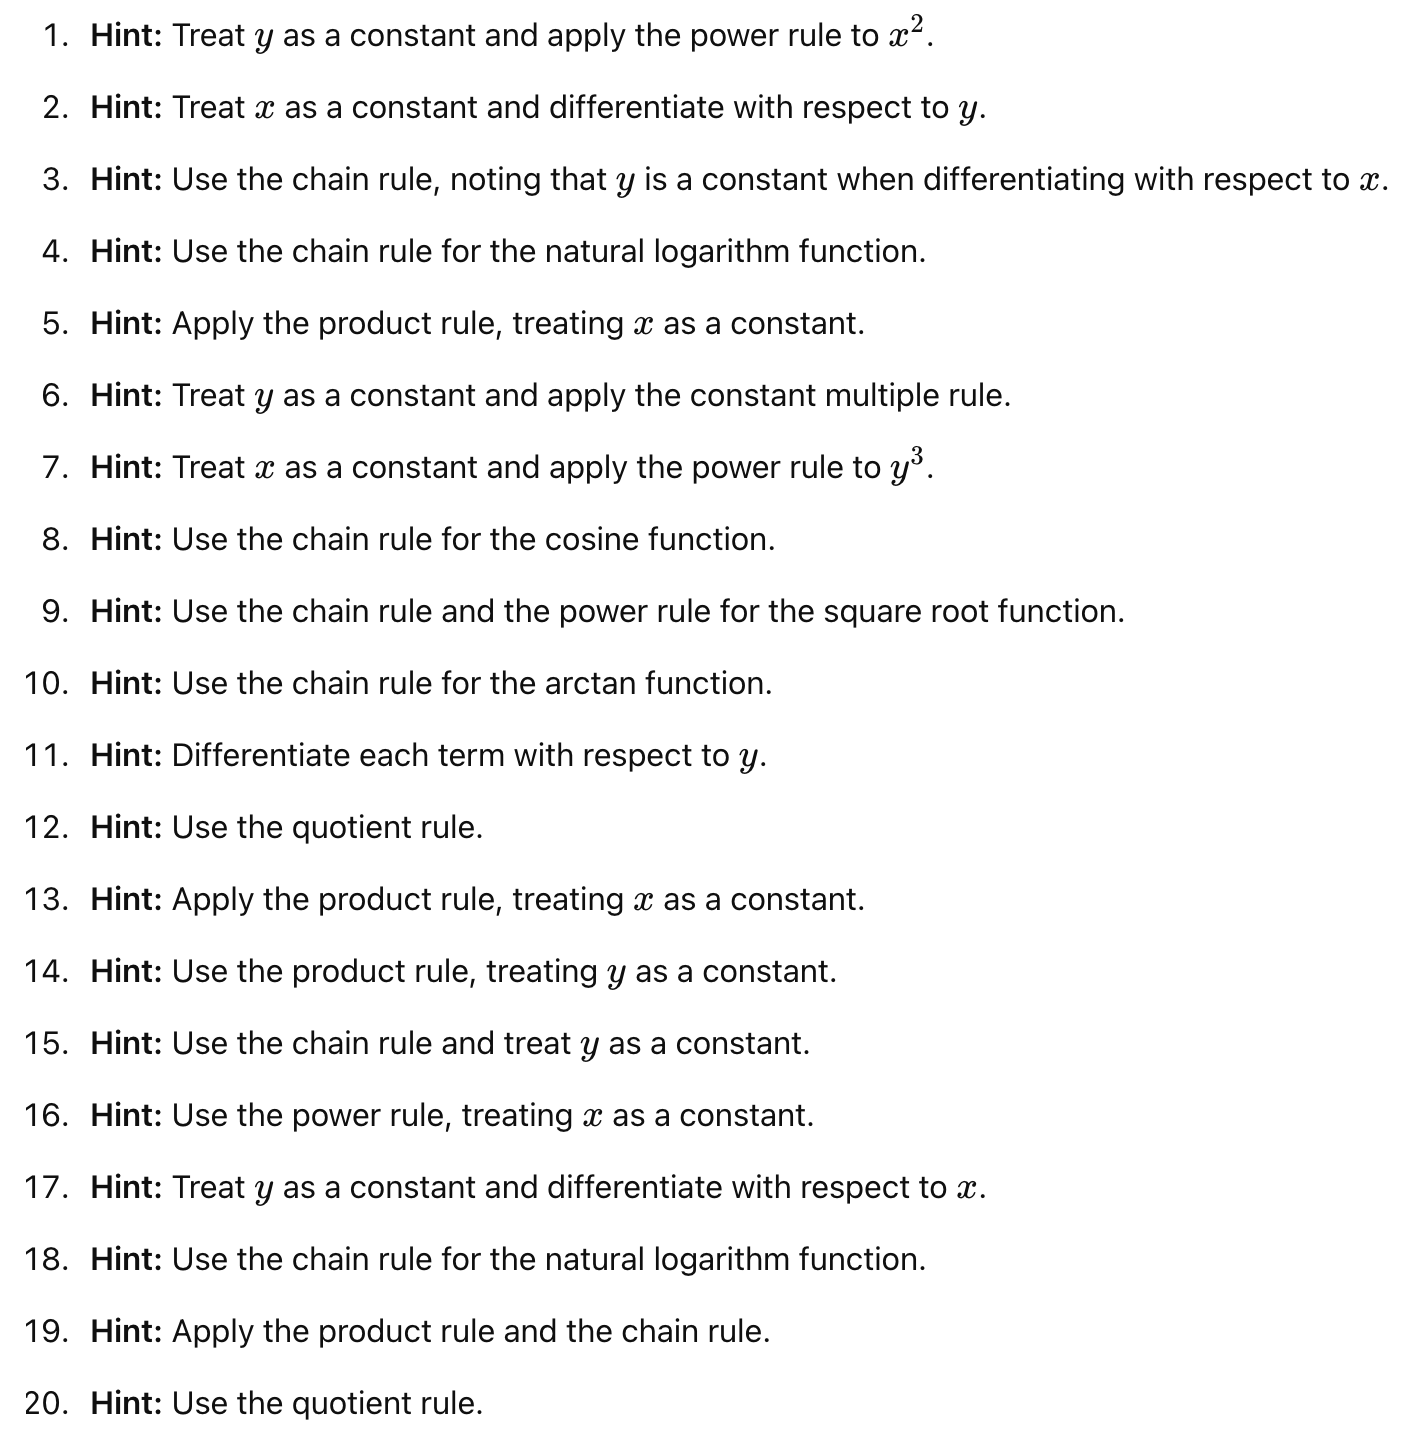 1. Hint: Treat y as a constant and apply the power rule to x².
2. Hint: Treat x as a constant and differentiate with respect to y.
3. Hint: Use the chain rule, noting that y is a constant when differentiating with respect to x.
4. Hint: Use the chain rule for the natural logarithm function.
5. Hint: Apply the product rule, treating x as a constant.
6. Hint: Treat y as a constant and apply the constant multiple rule.
7. Hint: Treat x as a constant and apply the power rule to y³.
8. Hint: Use the chain rule for the cosine function.
9. Hint: Use the chain rule and the power rule for the square root function.
10. Hint: Use the chain rule for the arctan function.
11. Hint: Differentiate each term with respect to y.
12. Hint: Use the quotient rule.
13. Hint: Apply the product rule, treating x as a constant.
14. Hint: Use the product rule, treating y as a constant.
15. Hint: Use the chain rule and treat y as a constant.
16. Hint: Use the power rule, treating x as a constant.
17. Hint: Treat y as a constant and differentiate with respect to x.
18. Hint: Use the chain rule for the natural logarithm function.
19. Hint: Apply the product rule and the chain rule.
20. Hint: Use the quotient rule.